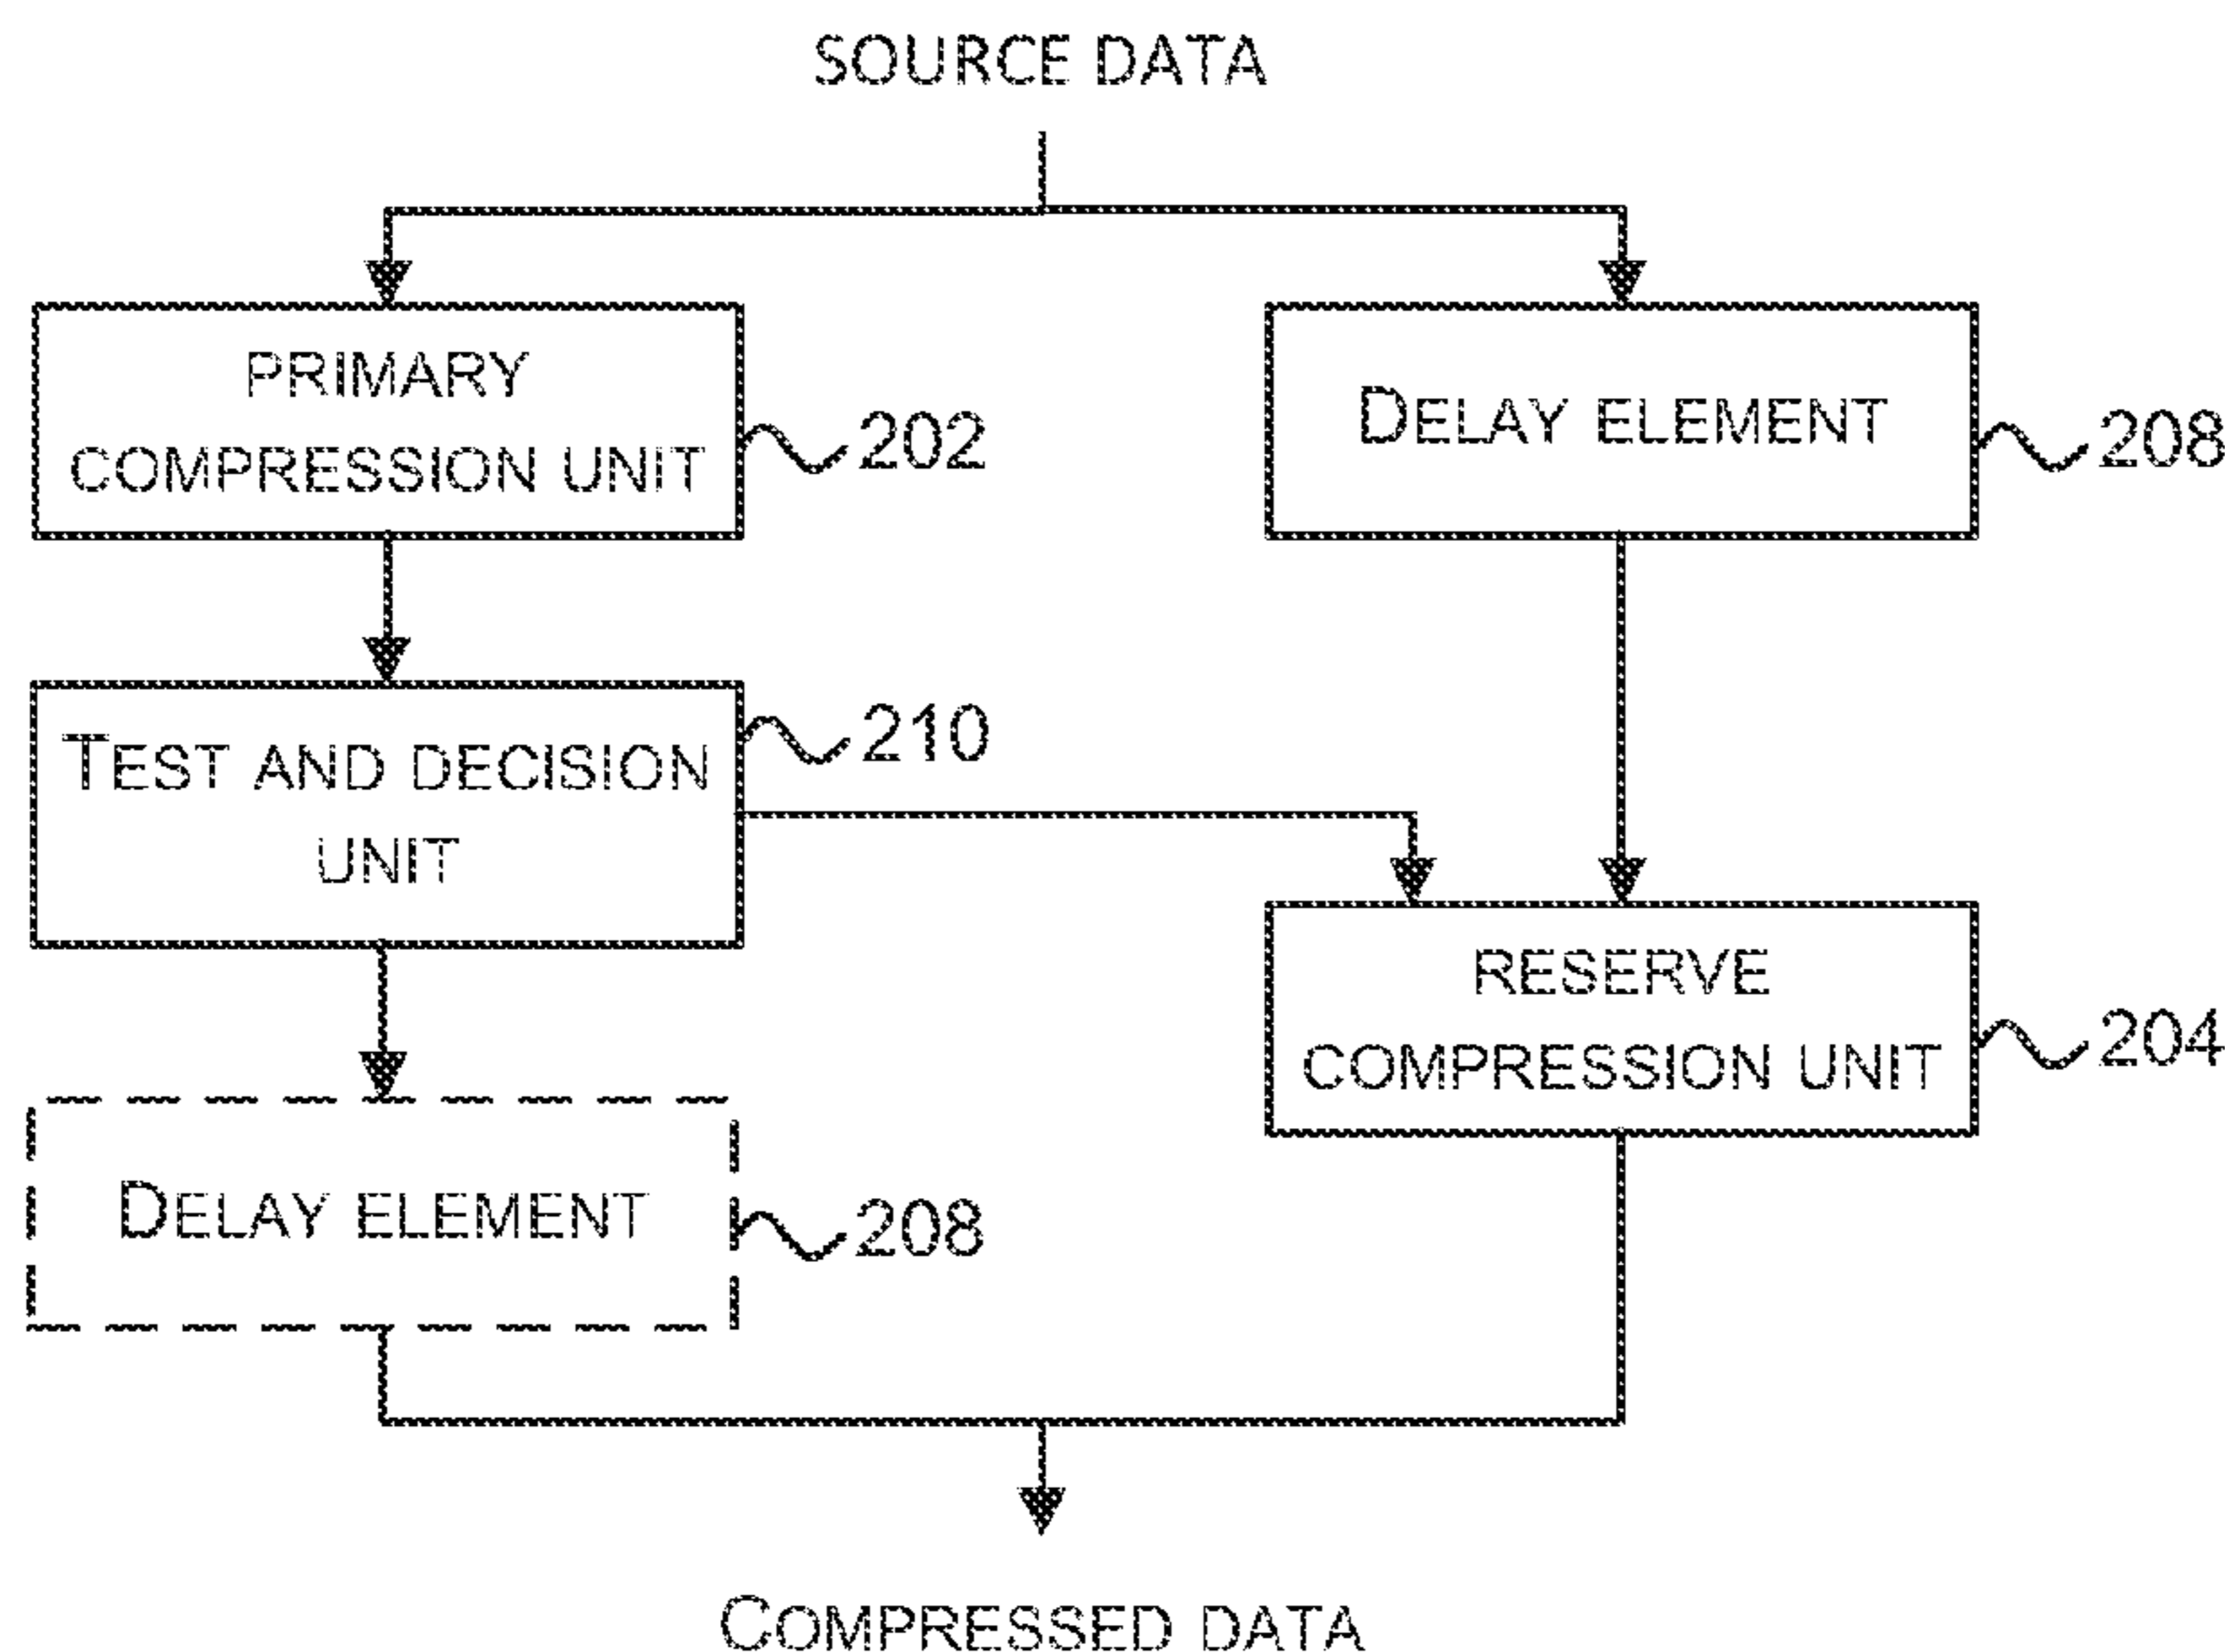 SOURCE DATA
PRIMARY
COMPRESSION UNIT
202
DELAY ELEMENT
208
TEST AND DECISION
UNIT
210
RESERVE
COMPRESSION UNIT
204
DELAY ELEMENT
208
COMPRESSED DATA